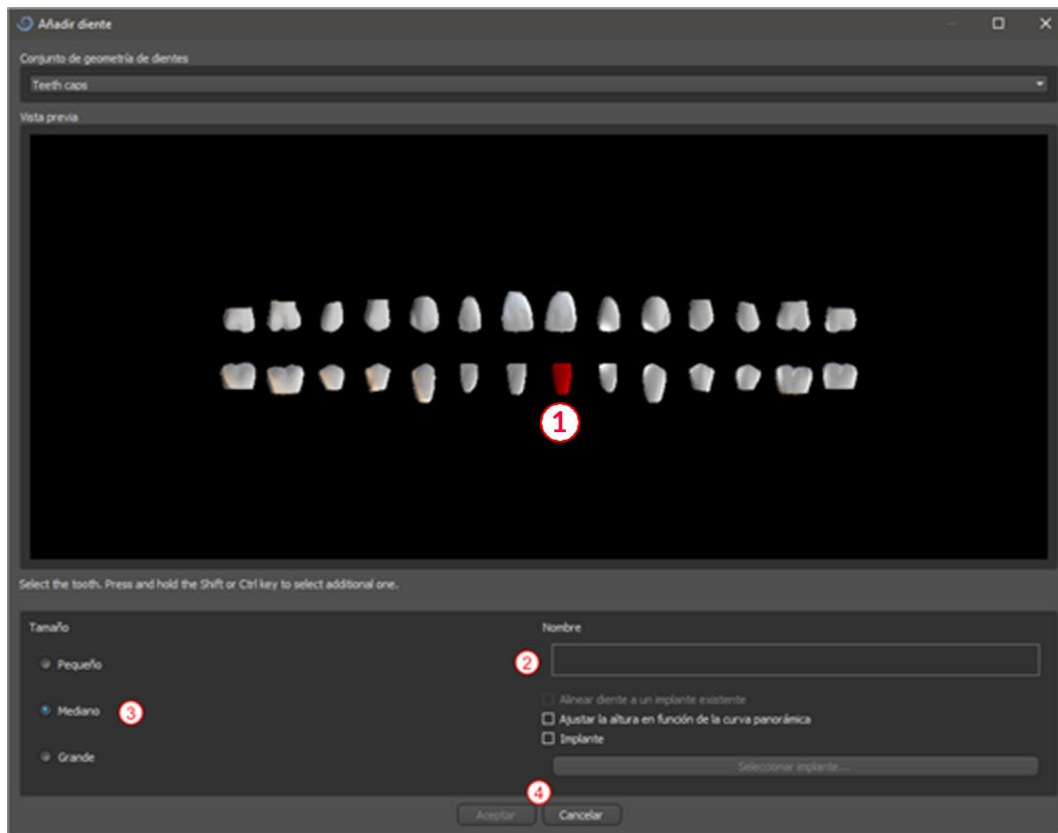 Añadir diente
Conjunto de geometría de dientes
Teeth caps
Vista previa
1
Select the tooth. Press and hold the Shift or Ctrl key to select additional one.
Tamaño
Pequeño
Mediano
3
Grande
Nombre
2
Alinear diente a un implante existente
Ajustar la altura en función de la curva panorámica
Implante
Seleccionar implante...
4
Aceptar
Cancelar